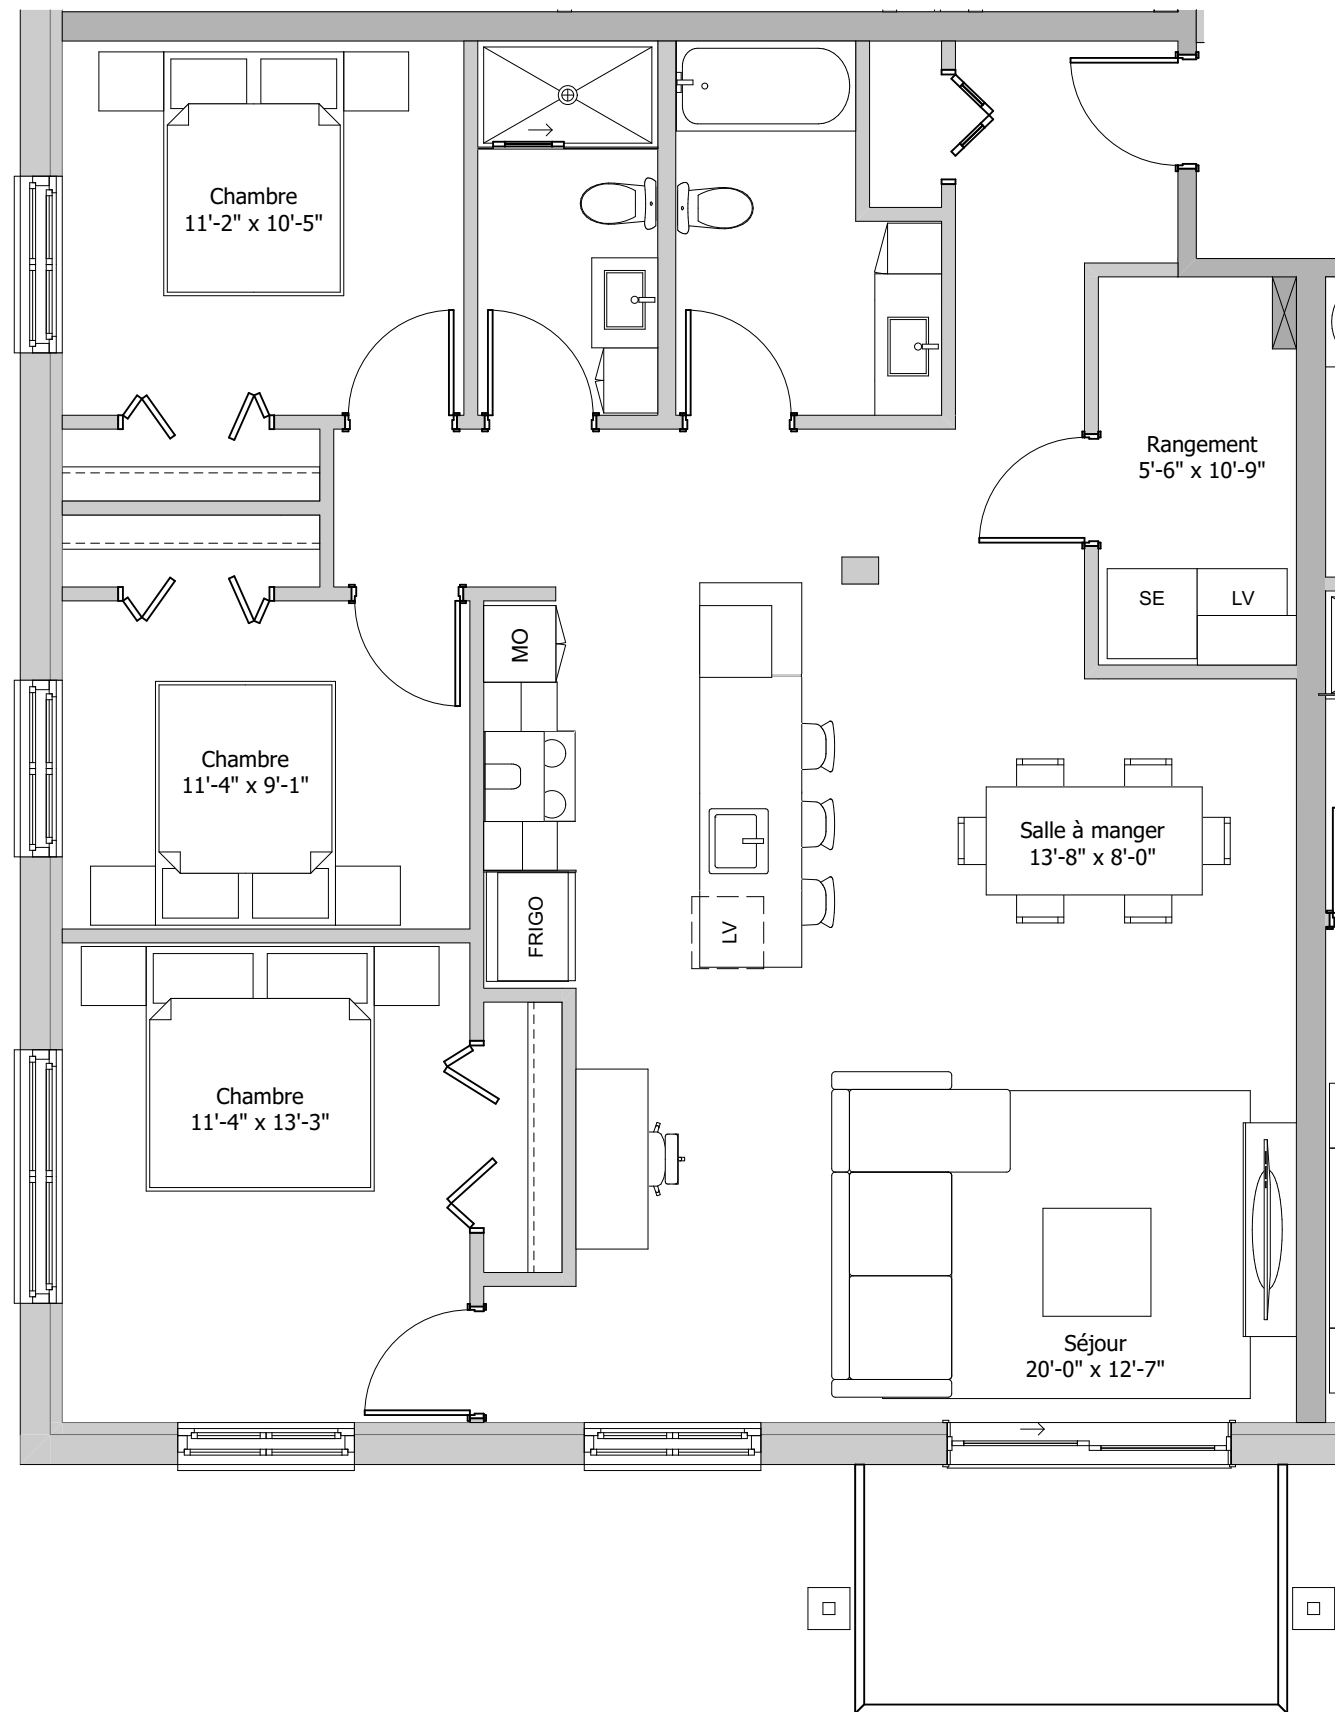 Chambre
11'-2" x 10'-5"
Rangement
5'-6" x 10'-9"
SE
LV
MO
Chambre
11'-4" x 9'-1"
Salle à manger
13'-8" x 8'-0"
FRIGO
LV
Chambre
11'-4" x 13'-3"
Séjour
20'-0" x 12'-7"